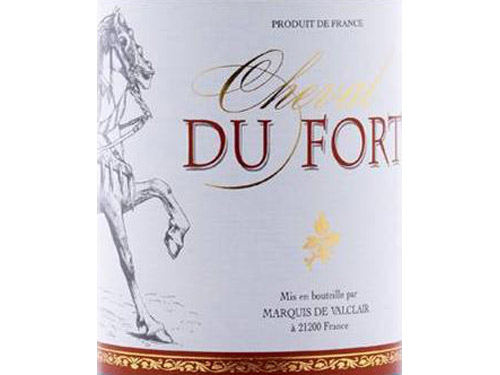 PRODUIT DE FRANCE
Cheval
DU FORT
Mis en bouteille par
MARQUIS DE VALCLAIR
à 21200 France